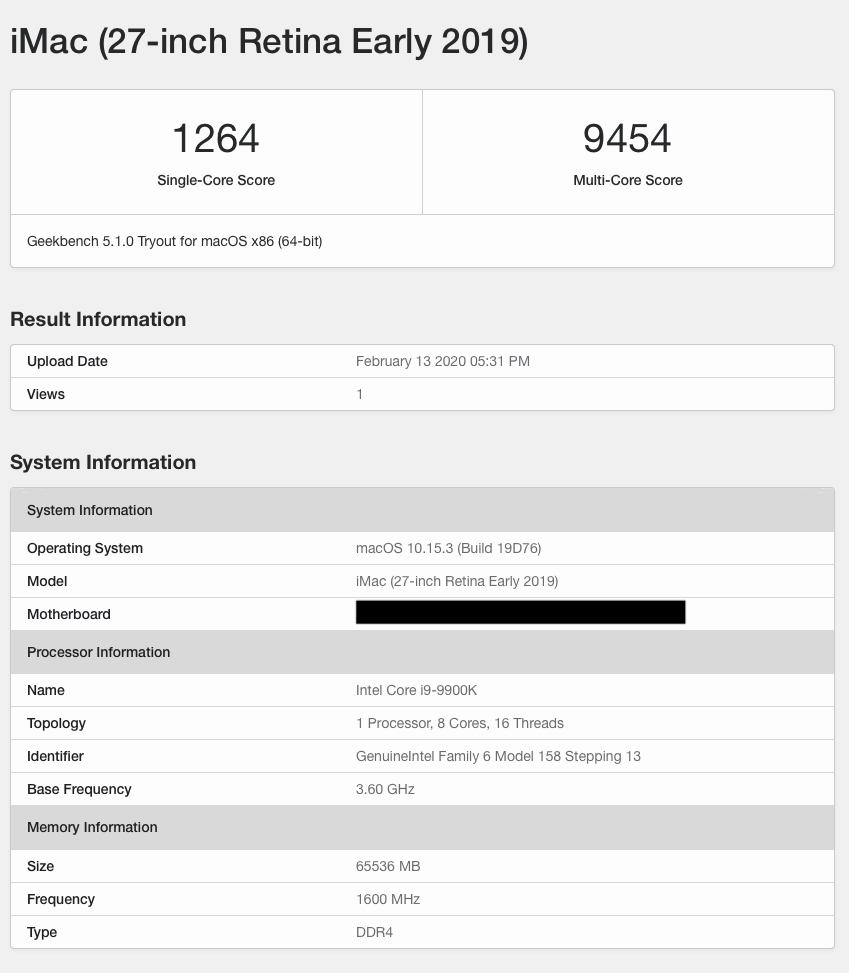 iMac (27-inch Retina Early 2019)
1264
Single-Core Score
9454
Multi-Core Score
Geekbench 5.1.0 Tryout for macOS x86 (64-bit)
Result Information
Upload Date February 13 2020 05:31 PM
Views 1
System Information
System Information
Operating System macOS 10.15.3 (Build 19D76)
Model iMac (27-inch Retina Early 2019)
Motherboard
Processor Information
Name Intel Core i9-9900K
Topology 1 Processor, 8 Cores, 16 Threads
Identifier GenuineIntel Family 6 Model 158 Stepping 13
Base Frequency 3.60 GHz
Memory Information
Size 65536 MB
Frequency 1600 MHz
Type DDR4